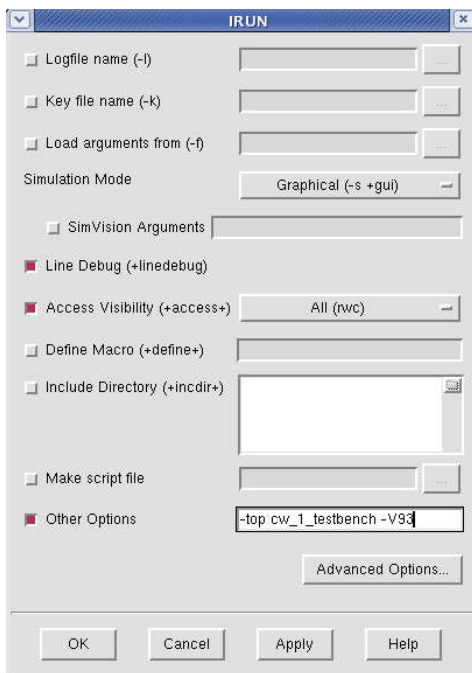 IRUN
Logfile name (-l)
...
Key file name (-k)
...
Load arguments from (-f)
...
Simulation Mode
Graphical (-s +gui)
SimVision Arguments
Line Debug (+linedebug)
Access Visibility (+access+)
All (rwc)
Define Macro (+define+)
Include Directory (+incdir+)
Make script file
...
Other Options
-top cw_1_testbench -V93
Advanced Options...
OK Cancel Apply Help